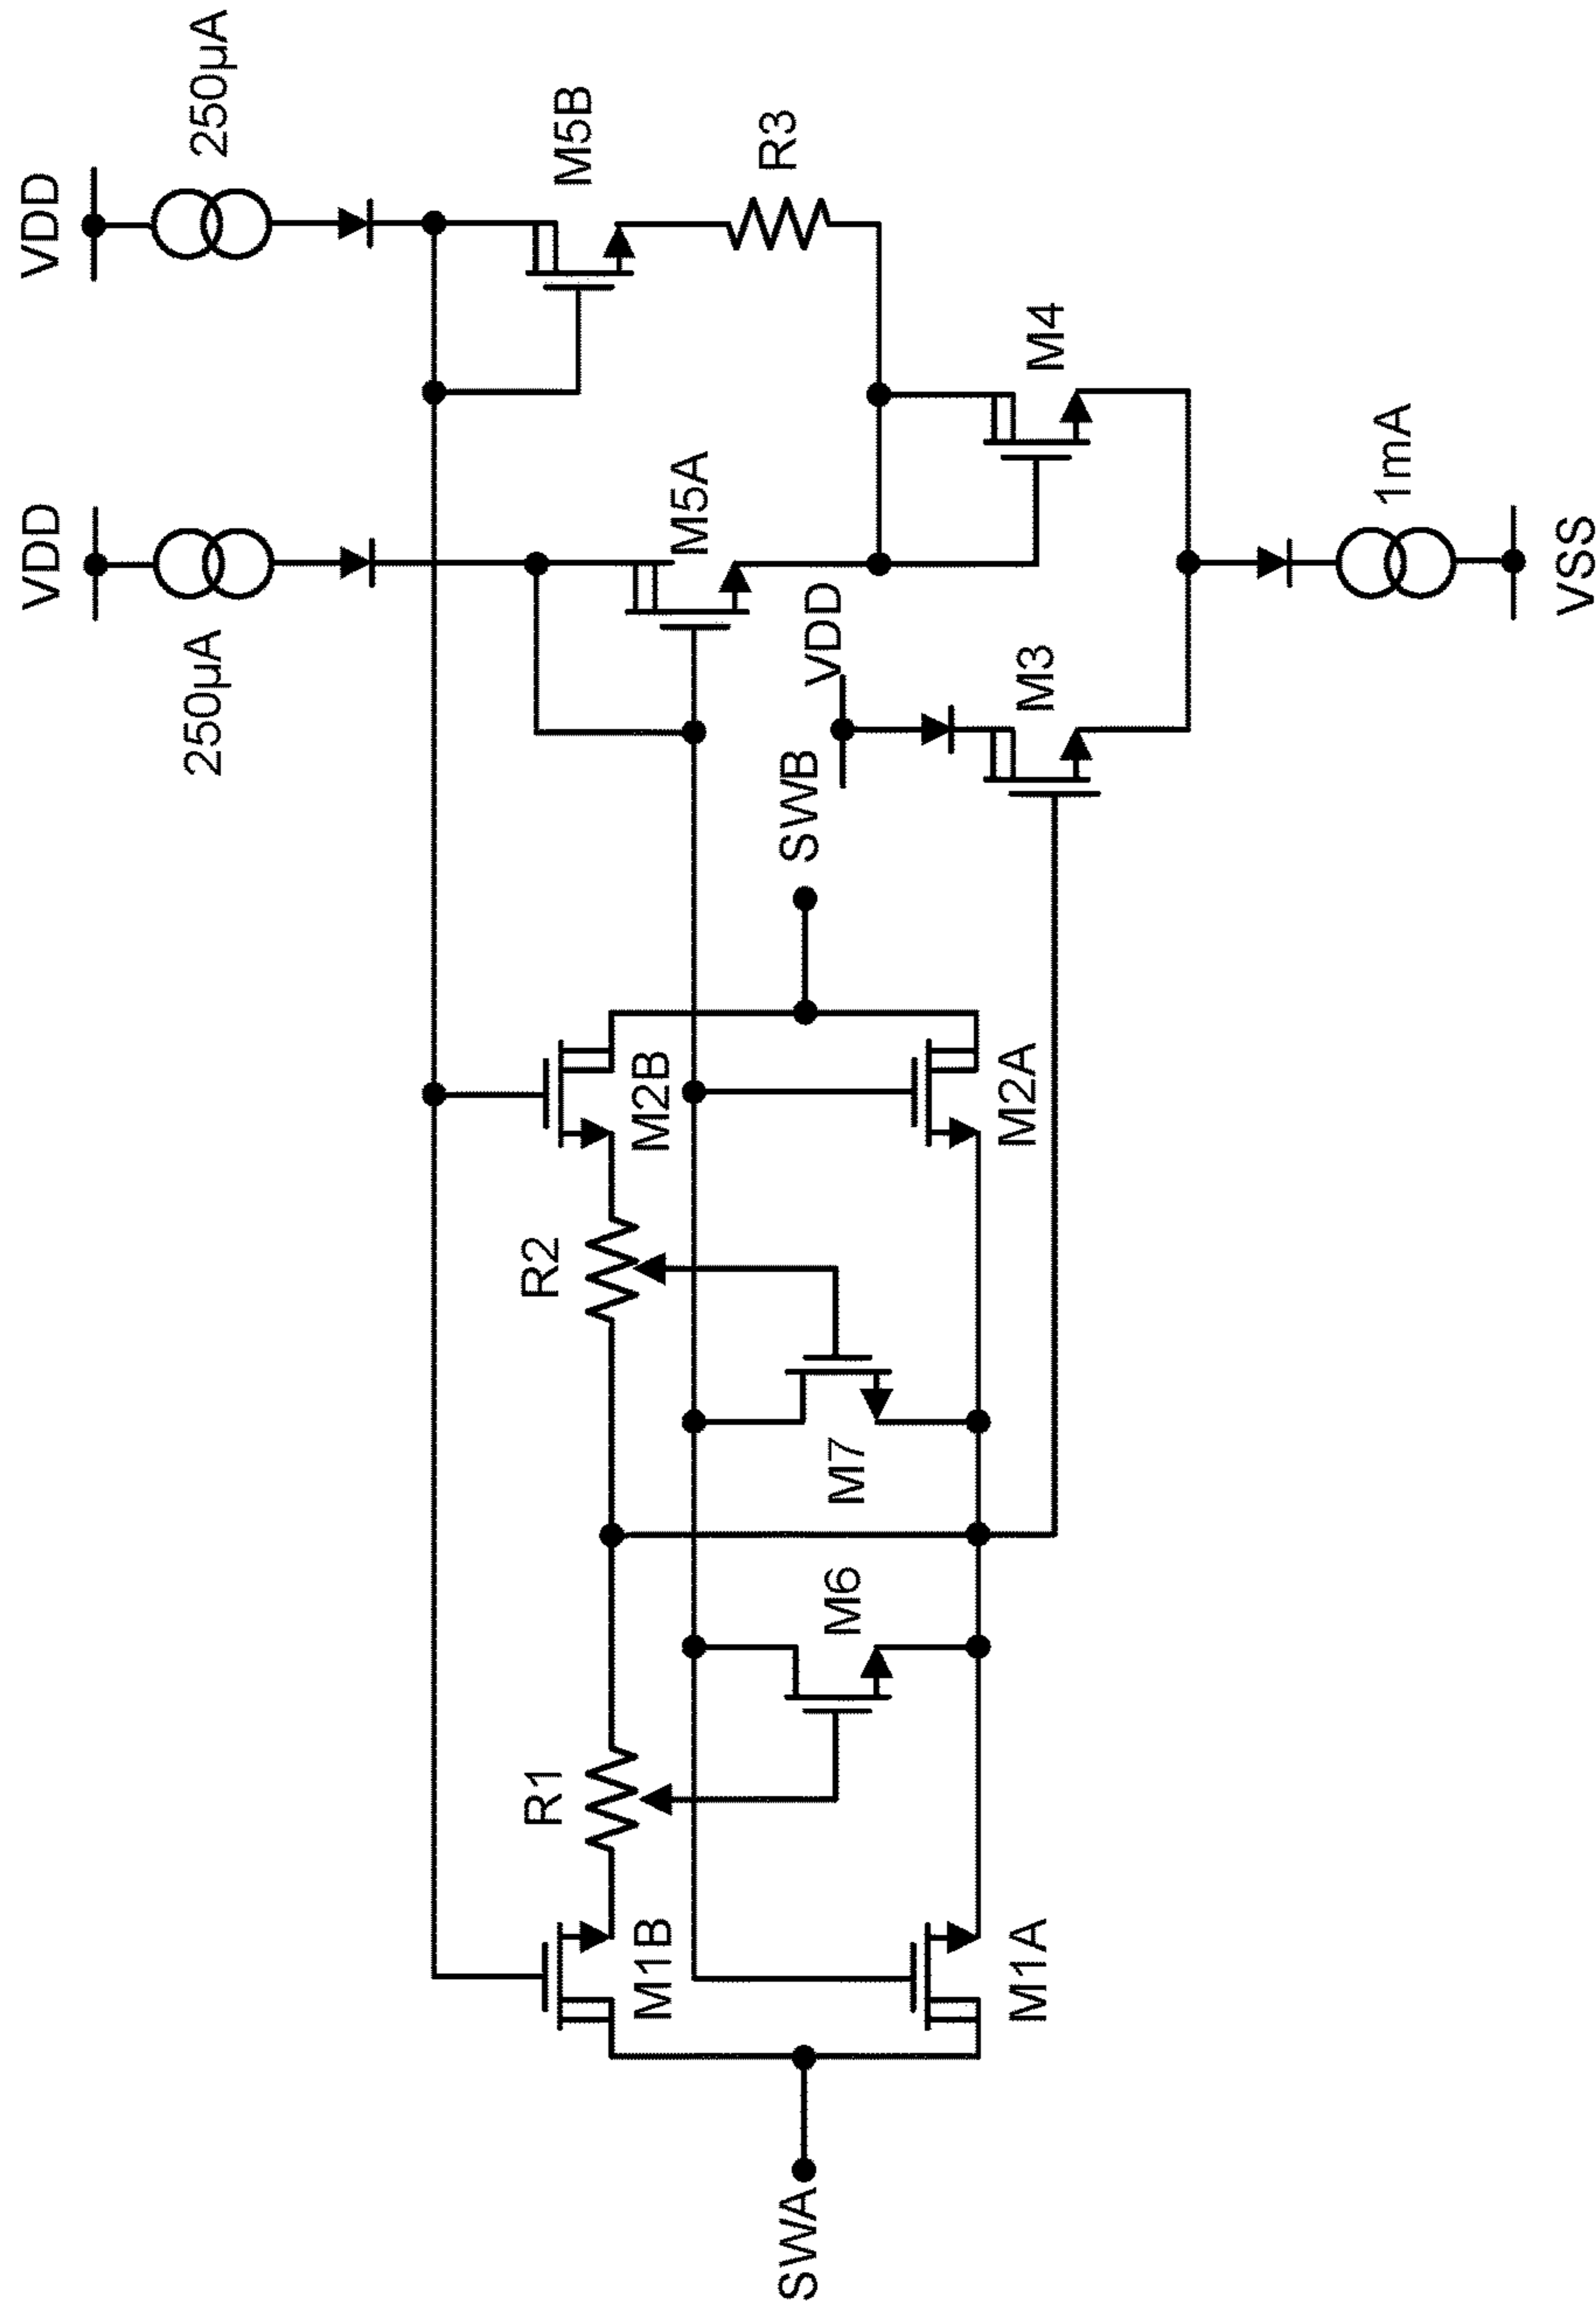 VDD
250μA
VDD
250μA
M5B
R3
M5A
M4
VDD
M3
SWB
1mA
VSS
M2B
M2A
R2
M7
M6
R1
M1B
M1A
SWA